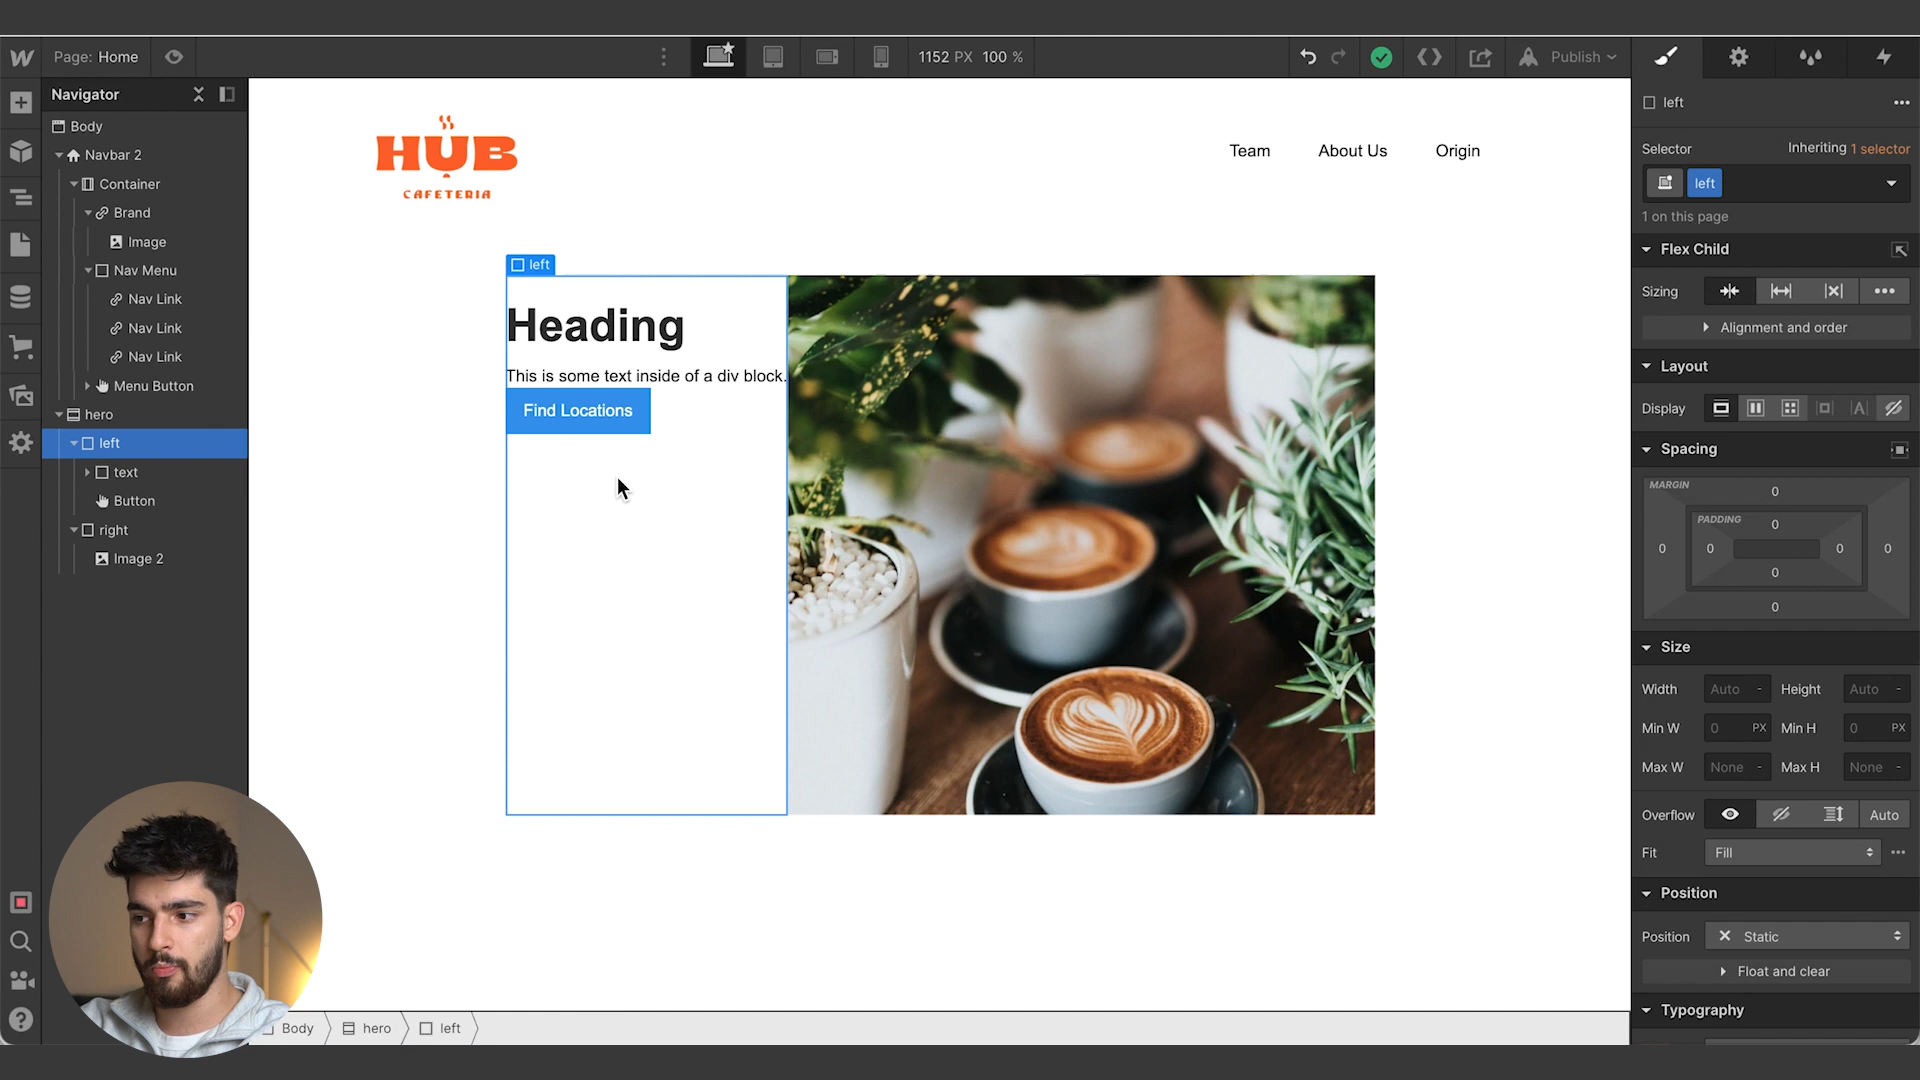 Page: Home
1152 PX 100 %
Publish
Navigator
Body
Navbar 2
Container
Brand
Image
Nav Menu
Nav Link
Nav Link
Nav Link
Menu Button
hero
left
text
Button
right
Image 2
HUB
CAFETERIA
Team
About Us
Origin
left
Heading
This is some text inside of a div block.
Find Locations
Body
hero
left
left
Selector
Inheriting 1 selector
left
1 on this page
Flex Child
Sizing
Alignment and order
Layout
Display
Spacing
MARGIN
0
PADDING
0
0 0 0 0
0
0
Size
Width Auto - Height Auto -
Min W 0 PX Min H 0 PX
Max W None - Max H None -
Overflow Auto
Fit Fill
Position
Position Static
Float and clear
Typography